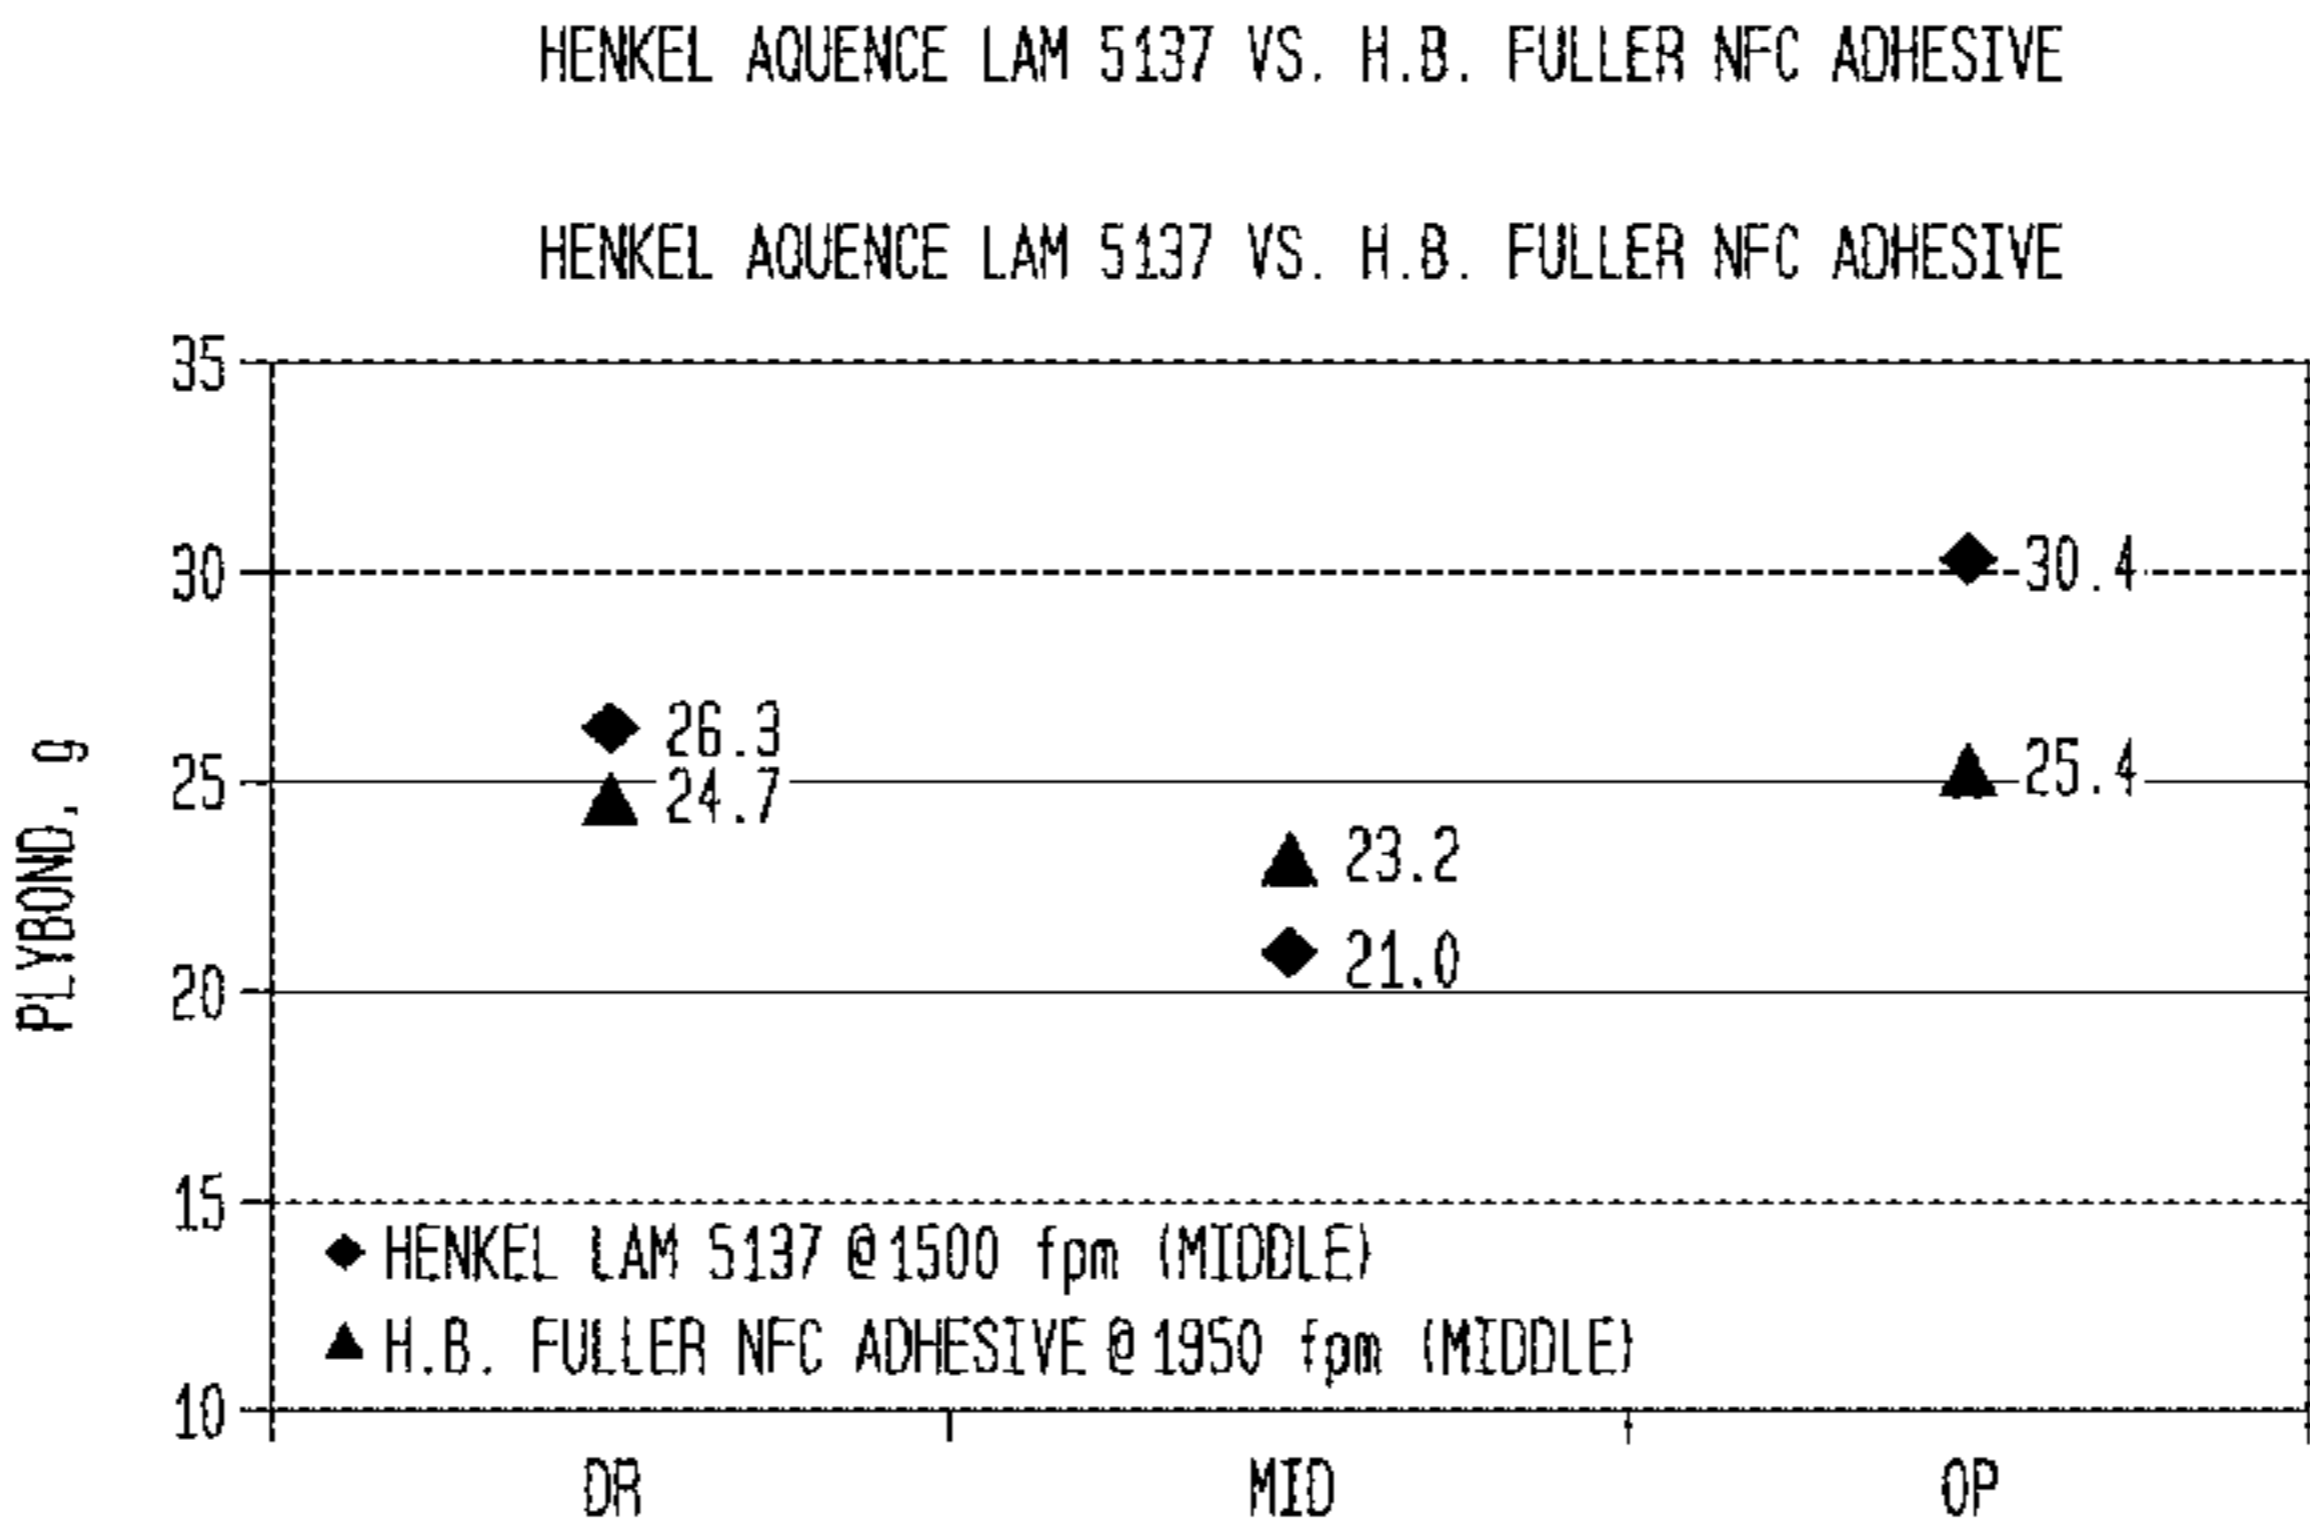 HENKEL AQUENCE LAM 5137 VS. H.B. FULLER NFC ADHESIVE
HENKEL AQUENCE LAM 5137 VS. H.B. FULLER NFC ADHESIVE
35
30
30.4
26.3
25
24.7
25.4
23.2
21.0
20
15
10
PLYBOND, g
◆ HENKEL LAM 5137 @1500 fpm (MIDDLE)
▲ H.B. FULLER NFC ADHESIVE @1950 fpm (MIDDLE)
DR MID OP